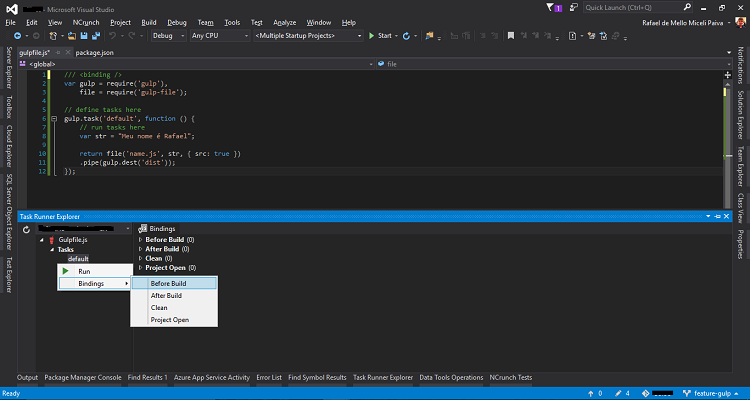 Microsoft Visual Studio
1
Quick Launch (Ctrl+Q)
File Edit View NCrunch Project Build Debug Team Tools Test Analyze Window Help
Rafael de Mello Miceli Paiva
Debug Any CPU <Multiple Startup Projects> Start
gulpfile.js* package.json
<global> file
1 /// <binding />
2 var gulp = require('gulp'),
3 file = require('gulp-file');
4
5 // define tasks here
6 gulp.task('default', function () {
7 // run tasks here
8 var str = "Meu nome é Rafael";
9
10 return file('name.js', str, { src: true })
11 .pipe(gulp.dest('dist'));
12 });
Server Explorer
Toolbox
Cloud Explorer
SQL Server Object Explorer
Test Explorer
Notifications
Solution Explorer
Team Explorer
Class View
Properties
Task Runner Explorer
Bindings
Gulpfile.js
Tasks
default
Before Build (0)
After Build (0)
Clean (0)
Project Open (0)
Run
Bindings
Before Build
After Build
Clean
Project Open
Output Package Manager Console Find Results 1 Azure App Service Activity Error List Find Symbol Results Task Runner Explorer Data Tools Operations NCrunch Tests
Ready 0 4 feature-gulp